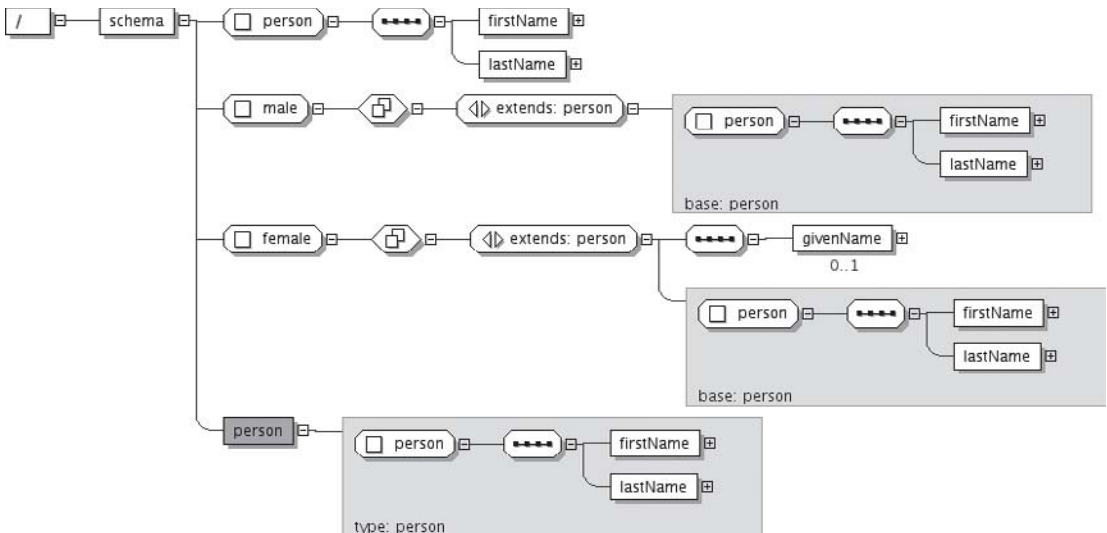 / schema person firstName
lastName
male extends: person person firstName
lastName
base: person
female extends: person givenName
0..1
person firstName
lastName
base: person
person person firstName
lastName
type: person